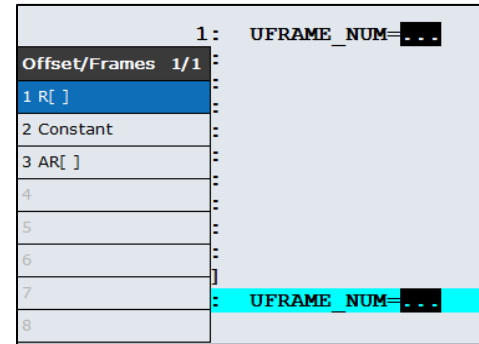 1: UFRAME_NUM=...
Offset/Frames 1/1 :
1 R[ ] :
2 Constant :
3 AR[ ] :
4 :
5 :
6 :
]
7 : UFRAME_NUM=...
8